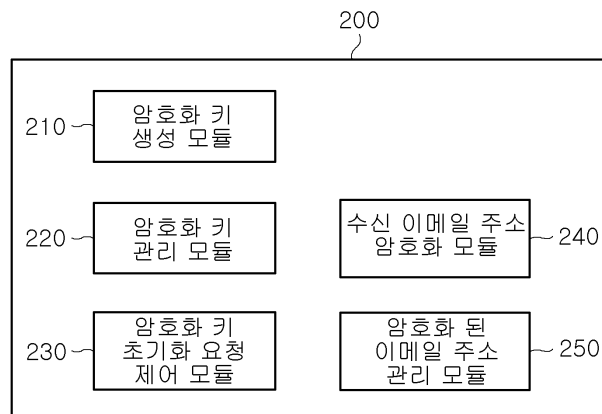 200
210
암호화 키
생성 모듈
220
암호화 키
관리 모듈
수신 이메일 주소
암호화 모듈
240
230
암호화 키
초기화 요청
제어 모듈
암호화 된
이메일 주소
관리 모듈
250